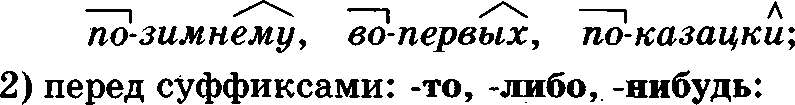 по-зимнему, во-первых, по-казацки;
2) перед суффиксами: -то, -либо, -нибудь: